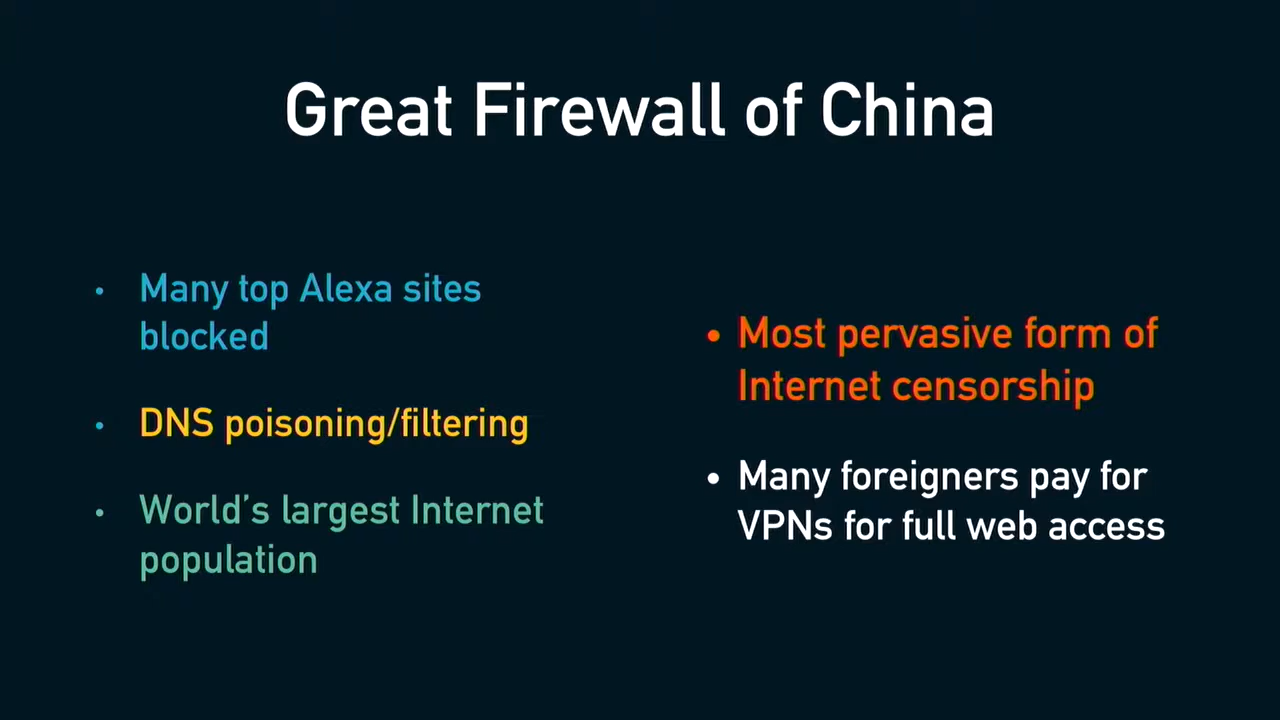 Great Firewall of China
• Many top Alexa sites
blocked
• DNS poisoning/filtering
• World’s largest Internet
population
• Most pervasive form of
Internet censorship
• Many foreigners pay for
VPNs for full web access